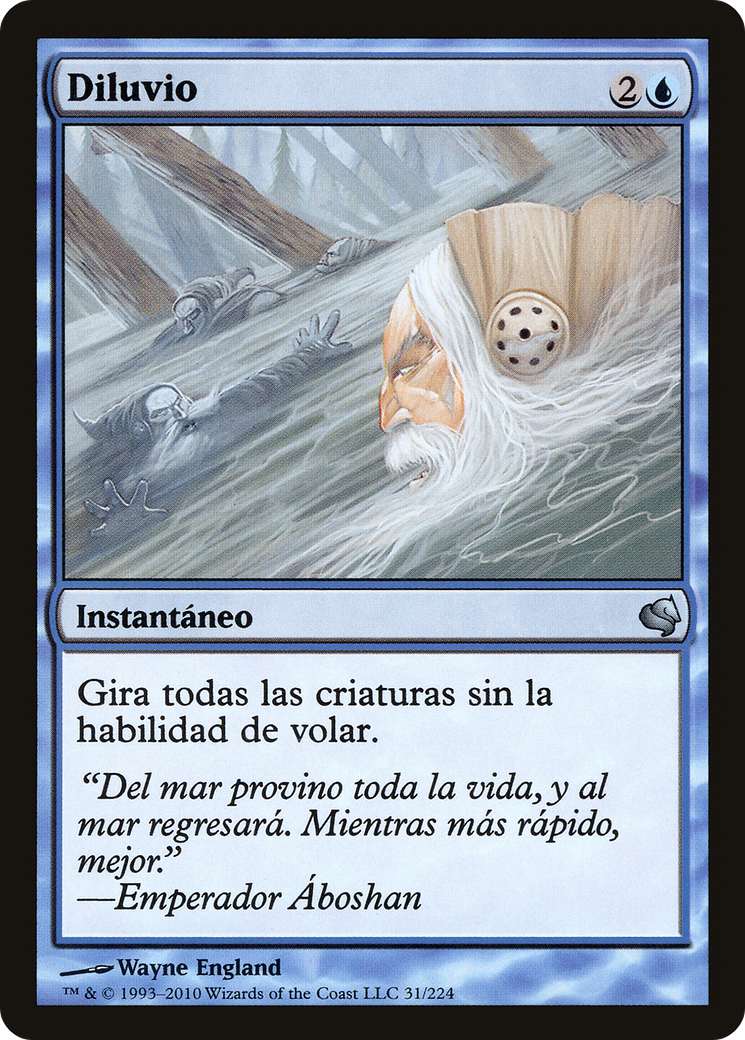 Diluvio
2
Instantáneo
Gira todas las criaturas sin la
habilidad de volar.
“Del mar provino toda la vida, y al
mar regresará. Mientras más rápido,
mejor.”
—Emperador Áboshan
Wayne England
™ & © 1993–2010 Wizards of the Coast LLC 31/224